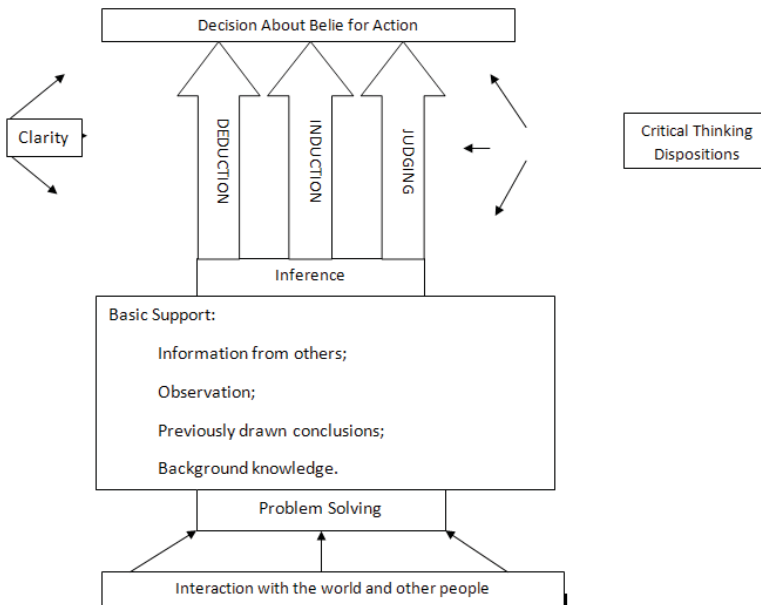 Decision About Belie for Action
Clarity
DEDUCTION
INDUCTION
JUDGING
Critical Thinking
Dispositions
Inference
Basic Support:
Information from others;
Observation;
Previously drawn conclusions;
Background knowledge.
Problem Solving
Interaction with the world and other people